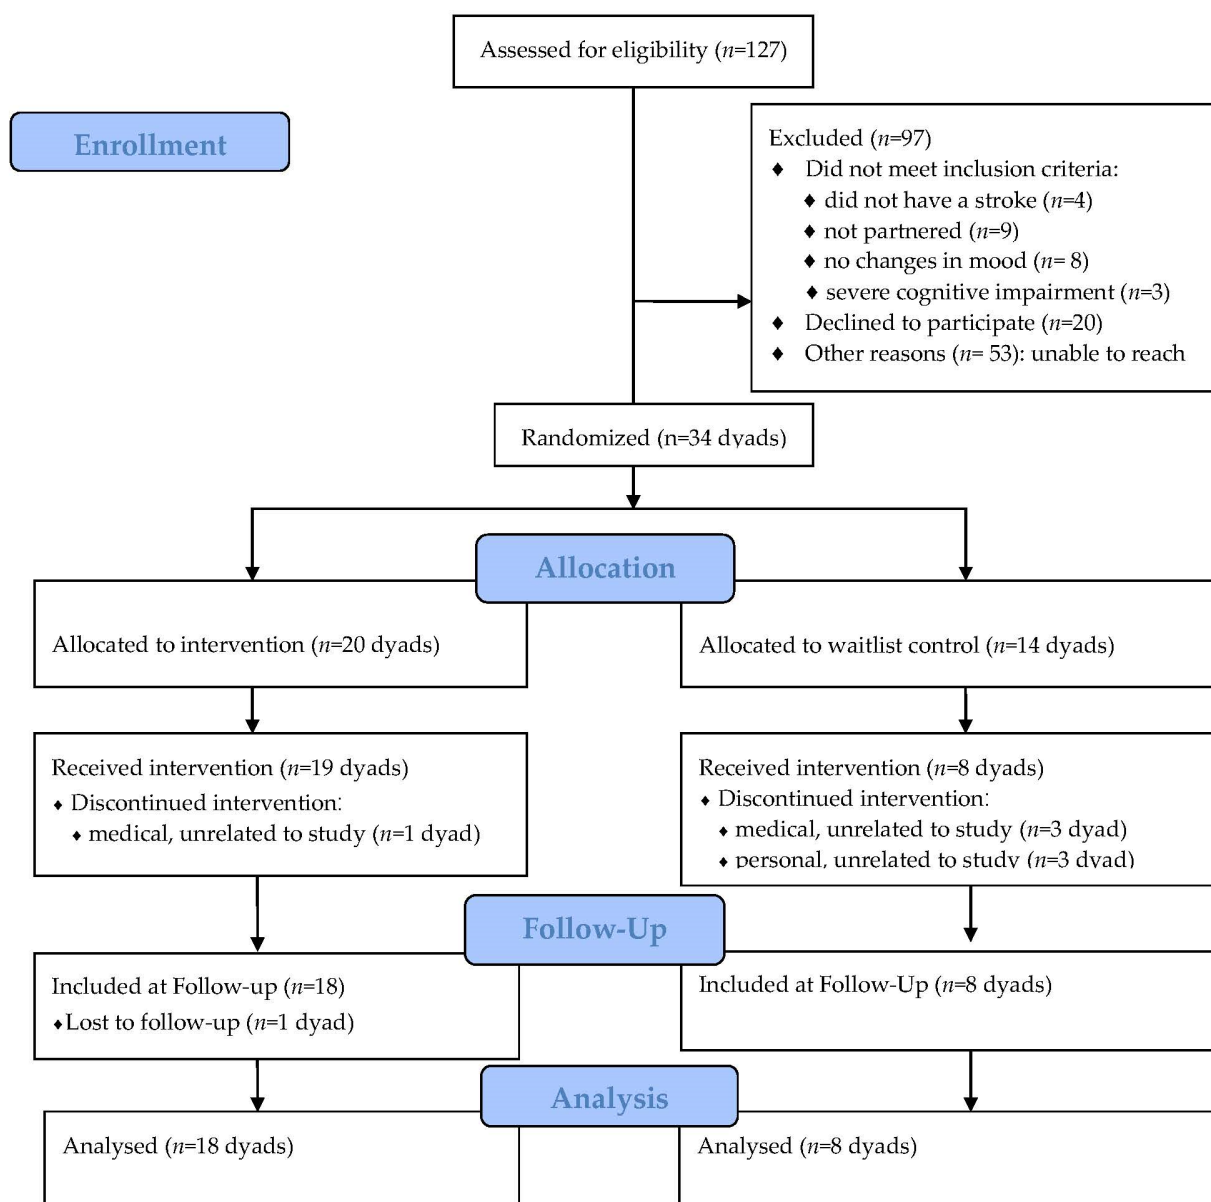 Assessed for eligibility (n=127)
Enrollment
Excluded (n=97)
♦ Did not meet inclusion criteria:
♦ did not have a stroke (n=4)
♦ not partnered (n=9)
♦ no changes in mood (n= 8)
♦ severe cognitive impairment (n=3)
♦ Declined to participate (n=20)
♦ Other reasons (n= 53): unable to reach
Randomized (n=34 dyads)
Allocation
Allocated to intervention (n=20 dyads)
Allocated to waitlist control (n=14 dyads)
Received intervention (n=19 dyads)
♦ Discontinued intervention:
♦ medical, unrelated to study (n=1 dyad)
Received intervention (n=8 dyads)
♦ Discontinued intervention:
♦ medical, unrelated to study (n=3 dyad)
♦ personal, unrelated to study (n=3 dyad)
Follow-Up
Included at Follow-up (n=18)
♦Lost to follow-up (n=1 dyad)
Included at Follow-Up (n=8 dyads)
Analysis
Analysed (n=18 dyads)
Analysed (n=8 dyads)